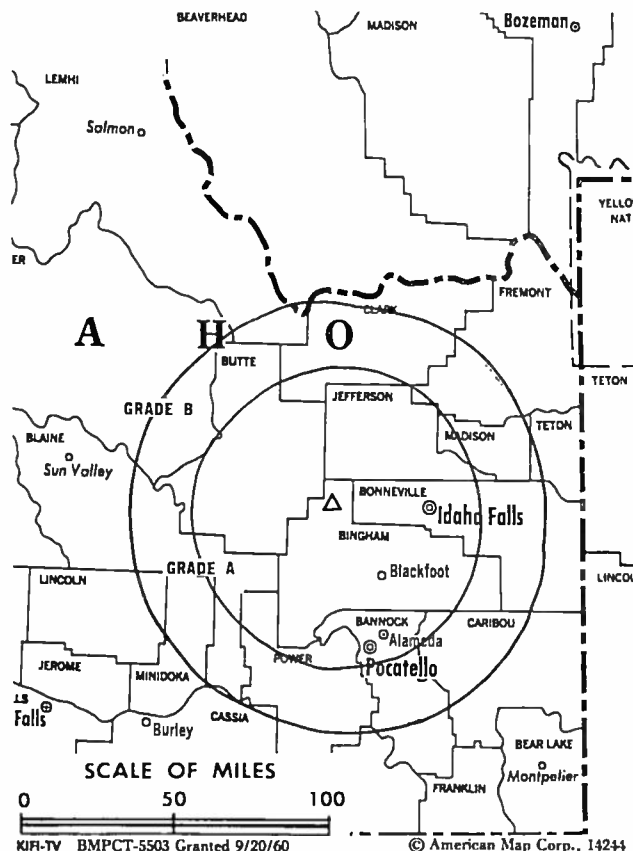 BEAVERHEAD
MADISON
Bozeman
LEMHI
Salmon
YELLO
NAT
ER
FREMONT
CLARK
A H O
BUTTE
TETON
JEFFERSON
GRADE B
BLAINE
MADISON
TETON
Sun Valley
BONNEVILLE
Idaho Falls
BINGHAM
GRADE A
Blackfoot
LINCOLN
LINCOL
BANNOCK
CARIBOU
Alameda
POWER
Pocatello
JEROME
MINIDOKA
LS
Falls
CASSIA
Burley
BEAR LAKE
SCALE OF MILES
Montpelier
FRANKLIN
0 50 100
KIFI-TV BMPCT-5503 Granted 9/20/60
© American Map Corp., 14244